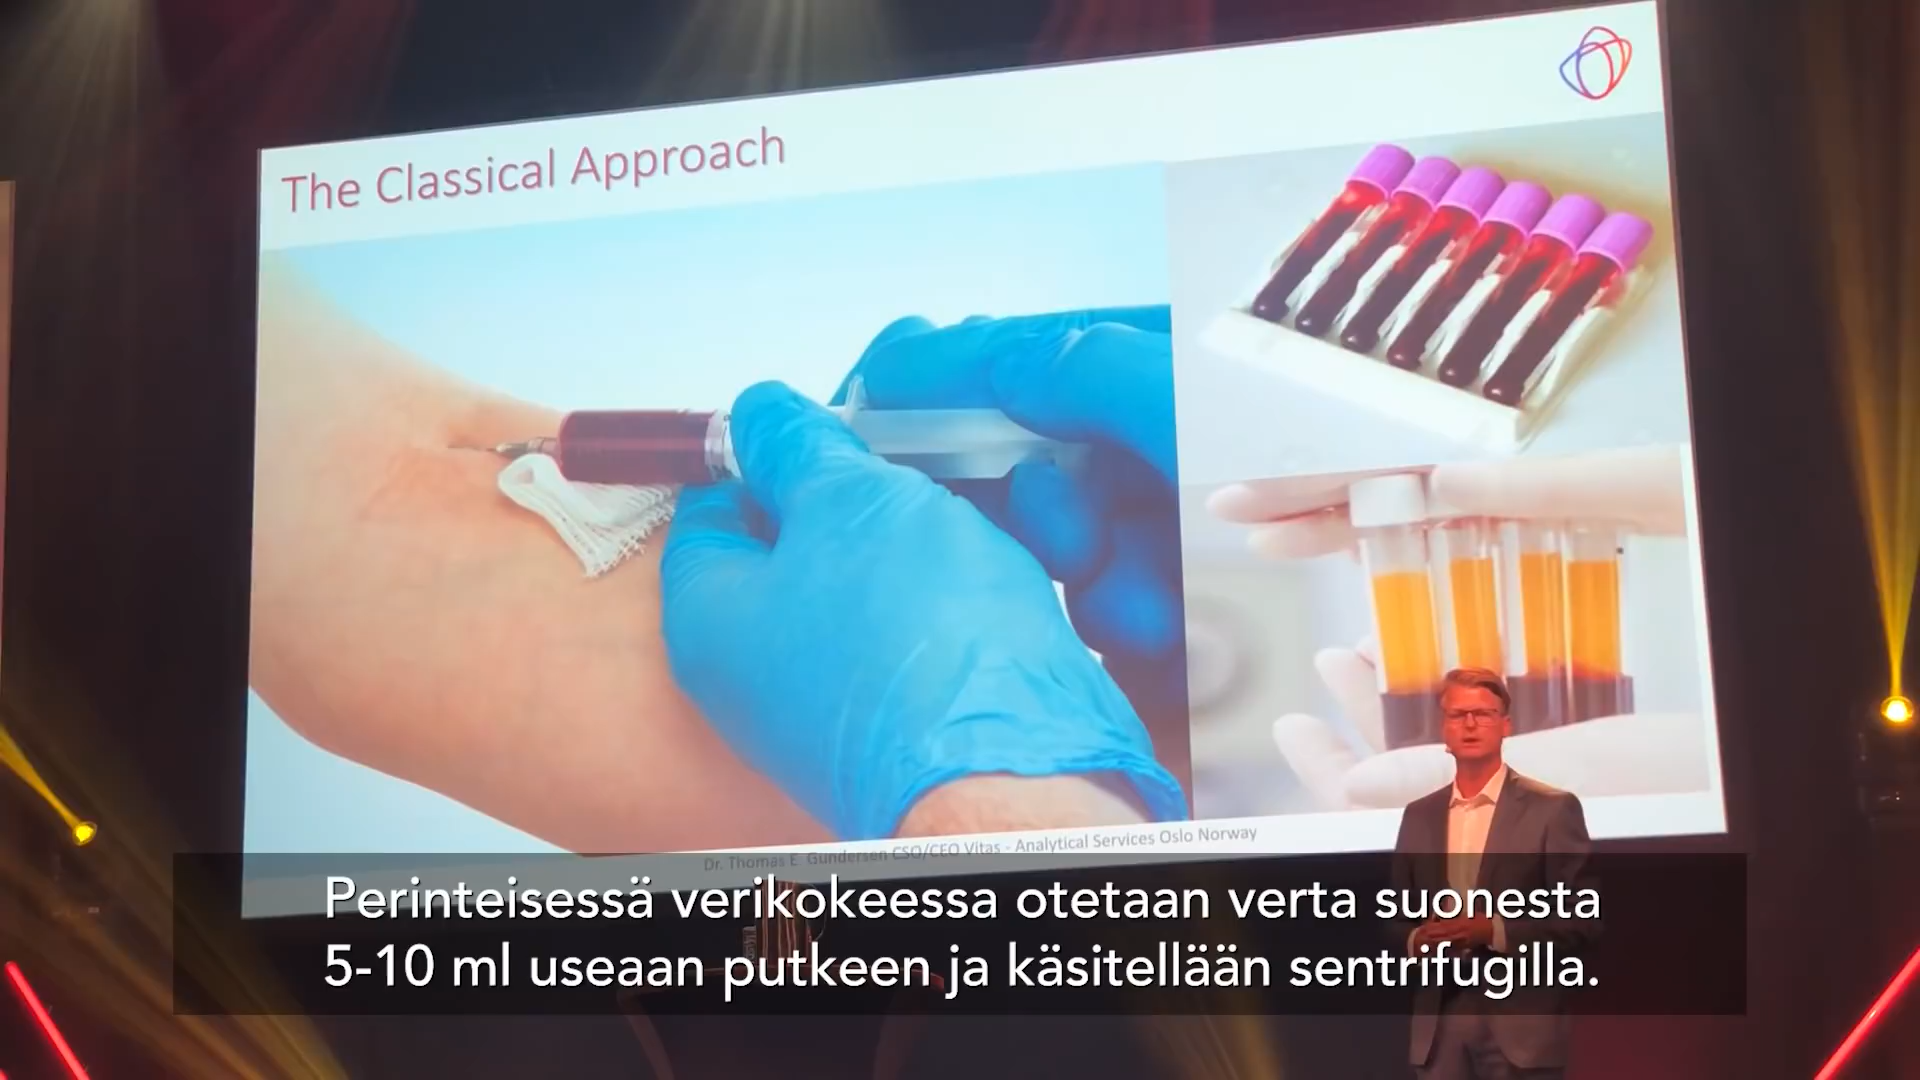 The Classical Approach
Dr. Thomas E. Gundersen CSO/CEO Vitas - Analytical Services Oslo Norway
Perinteisessä verikokeessa otetaan verta suonesta
5-10 ml useaan putkeen ja käsitellään sentrifugilla.